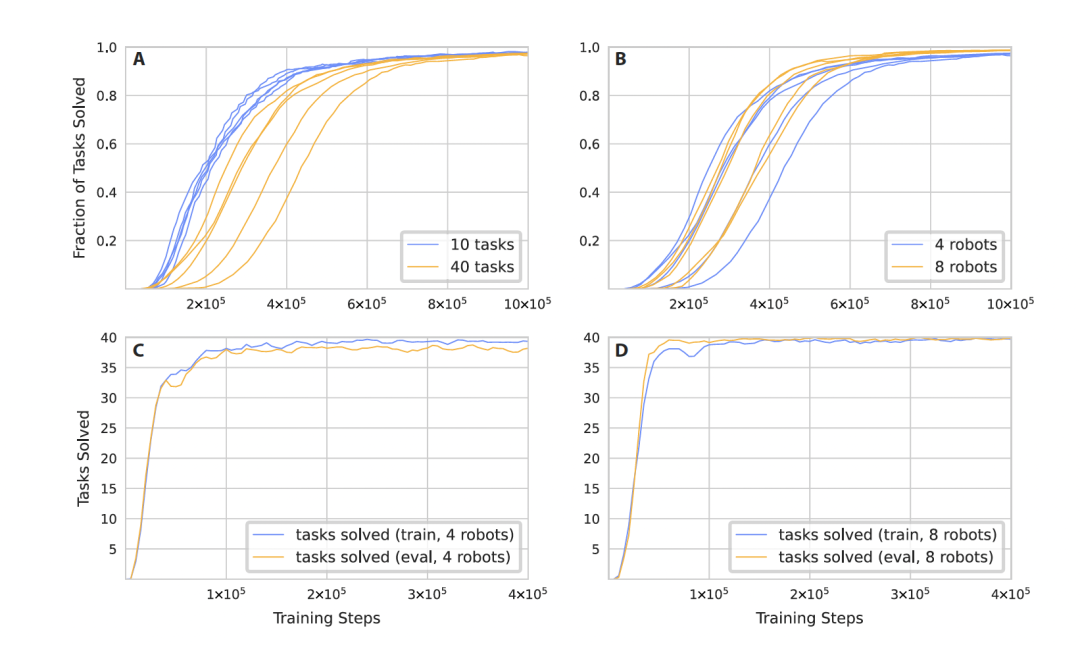 A
Fraction of Tasks Solved
1.0
0.8
0.6
0.4
0.2
2×10⁵
4×10⁵
6×10⁵
8×10⁵
10×10⁵
10 tasks
40 tasks
B
1.0
0.8
0.6
0.4
0.2
2×10⁵
4×10⁵
6×10⁵
8×10⁵
10×10⁵
4 robots
8 robots
C
Tasks Solved
40
35
30
25
20
15
10
5
1×10⁵
2×10⁵
3×10⁵
4×10⁵
Training Steps
tasks solved (train, 4 robots)
tasks solved (eval, 4 robots)
D
40
35
30
25
20
15
10
5
1×10⁵
2×10⁵
3×10⁵
4×10⁵
Training Steps
tasks solved (train, 8 robots)
tasks solved (eval, 8 robots)